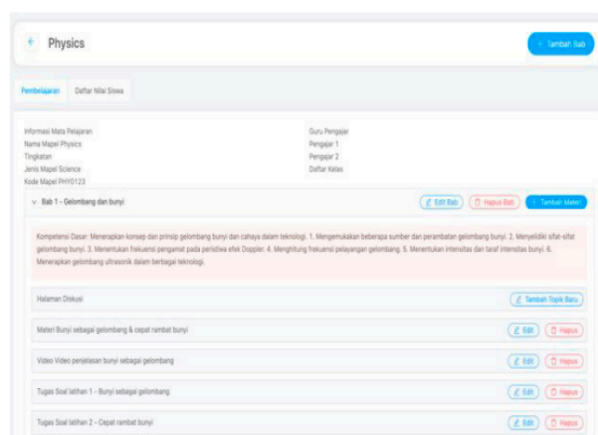 Physics
+ Tambah Bab
Pembelajaran Daftar Nilai Siswa
Informasi Mata Pelajaran
Nama Mapel Physics
Tingkatan
Jenis Mapel Science
Kode Mapel PHY0123
Guru Pengajar
Pengajar 1
Pengajar 2
Daftar Kelas
Bab 1 - Gelombang dan bunyi
Edit Bab
Hapus Bab
+ Tambah Materi
Kompetensi Dasar: Menerapkan konsep dan prinsip gelombang bunyi dan cahaya dalam teknologi. 1. Mengemukakan beberapa sumber dan perambatan gelombang bunyi. 2. Menyelidiki sifat-sifat
gelombang bunyi. 3. Menentukan frekuensi pengamat pada peristiwa efek Doppler. 4. Menghitung frekuensi pelayangan gelombang. 5. Menentukan intensitas dan taraf intensitas bunyi. 6.
Menerapkan gelombang ultrasonik dalam berbagai teknologi.
Halaman Diskusi
Tambah Topik Baru
Materi Bunyi sebagai gelombang & cepat rambat bunyi
Edit
Hapus
Video Video penjelasan bunyi sebagai gelombang
Edit
Hapus
Tugas Soal latihan 1 - Bunyi sebagai gelombang
Edit
Hapus
Tugas Soal latihan 2 - Cepat rambat bunyi
Edit
Hapus